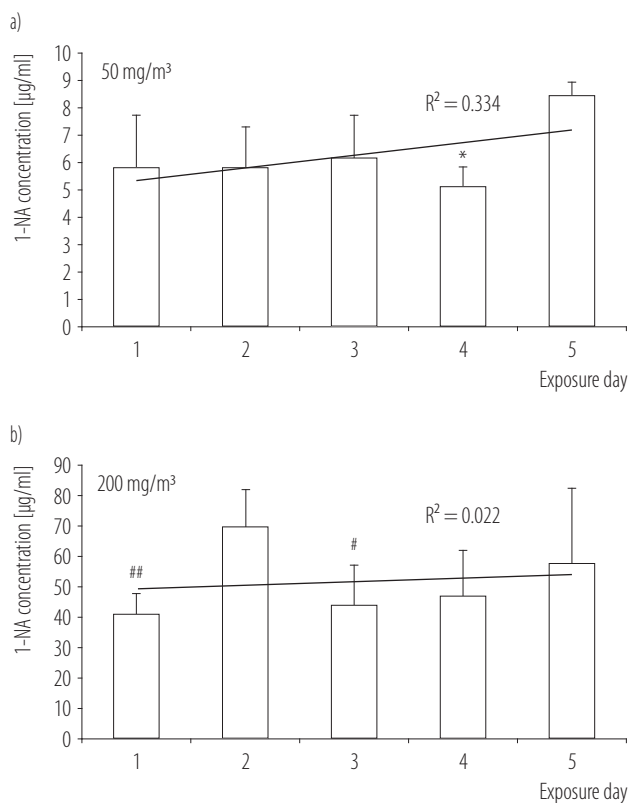 a)
1-NA concentration [µg/ml]
50 mg/m³
R² = 0.334
10
9
8
7
6
5
4
3
2
1
0
*
1 2 3 4 5
Exposure day
b)
1-NA concentration [µg/ml]
200 mg/m³
R² = 0.022
90
80
70
60
50
40
30
20
10
0
## #
1 2 3 4 5
Exposure day